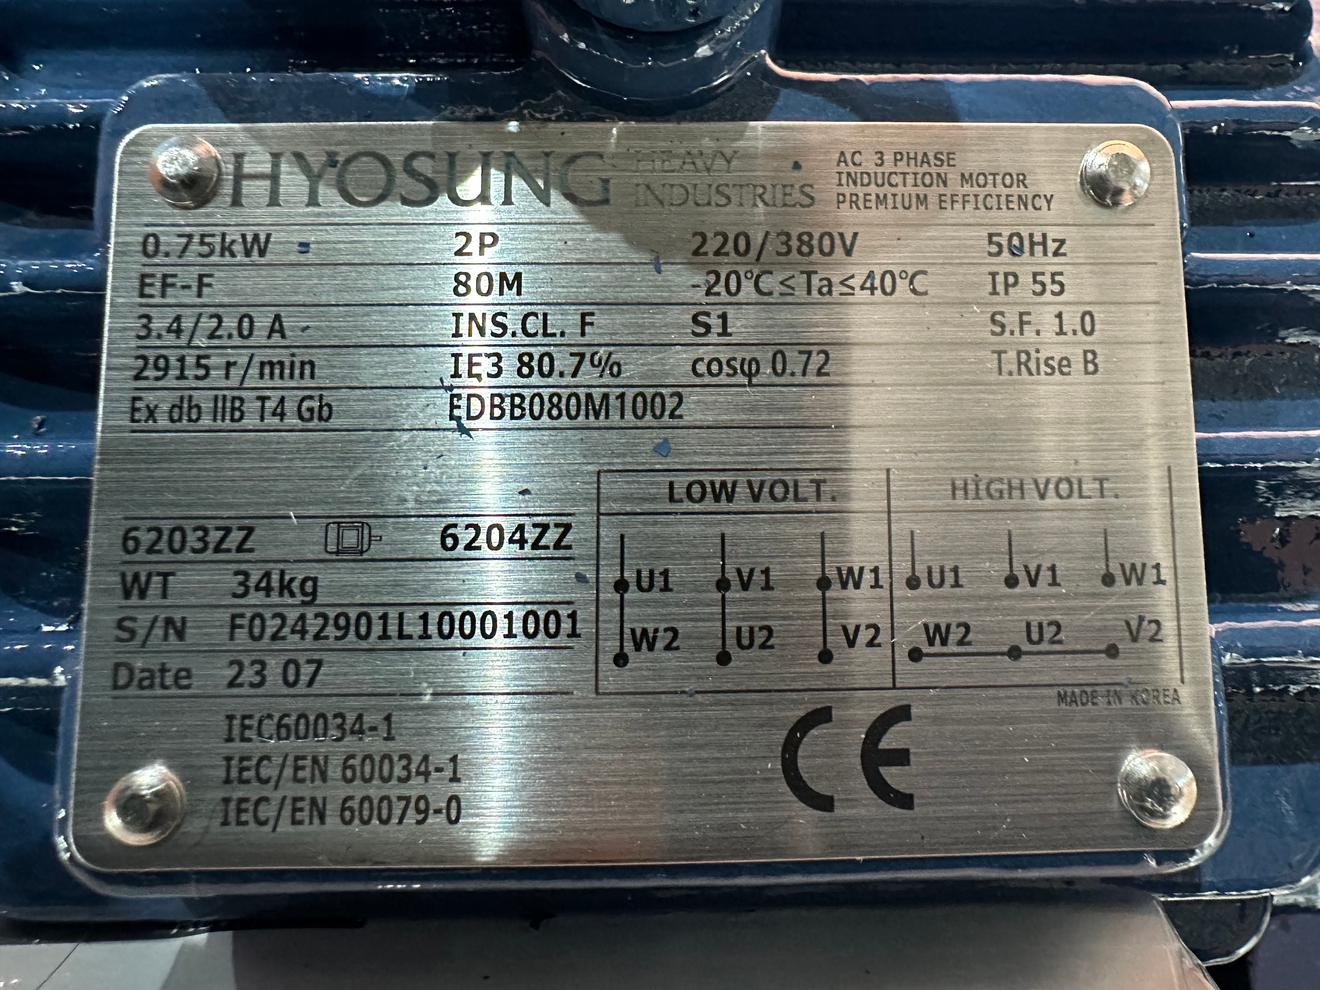 HYOSUNG HEAVY INDUSTRIES
AC 3 PHASE
INDUCTION MOTOR
PREMIUM EFFICIENCY
0.75kW 2P 220/380V 50Hz
EF-F 80M -20℃≤Ta≤40℃ IP 55
3.4/2.0 A INS.CL. F S1 S.F. 1.0
2915 r/min IE3 80.7% cosφ 0.72 T.Rise B
Ex db IIB T4 Gb EDBB080M1002
6203ZZ 6204ZZ
WT 34kg
S/N F0242901L10001001
Date 23 07
LOW VOLT. HIGH VOLT.
U1 V1 W1 U1 V1 W1
W2 U2 V2 W2 U2 V2
MADE IN KOREA
IEC60034-1
IEC/EN 60034-1
IEC/EN 60079-0
CE